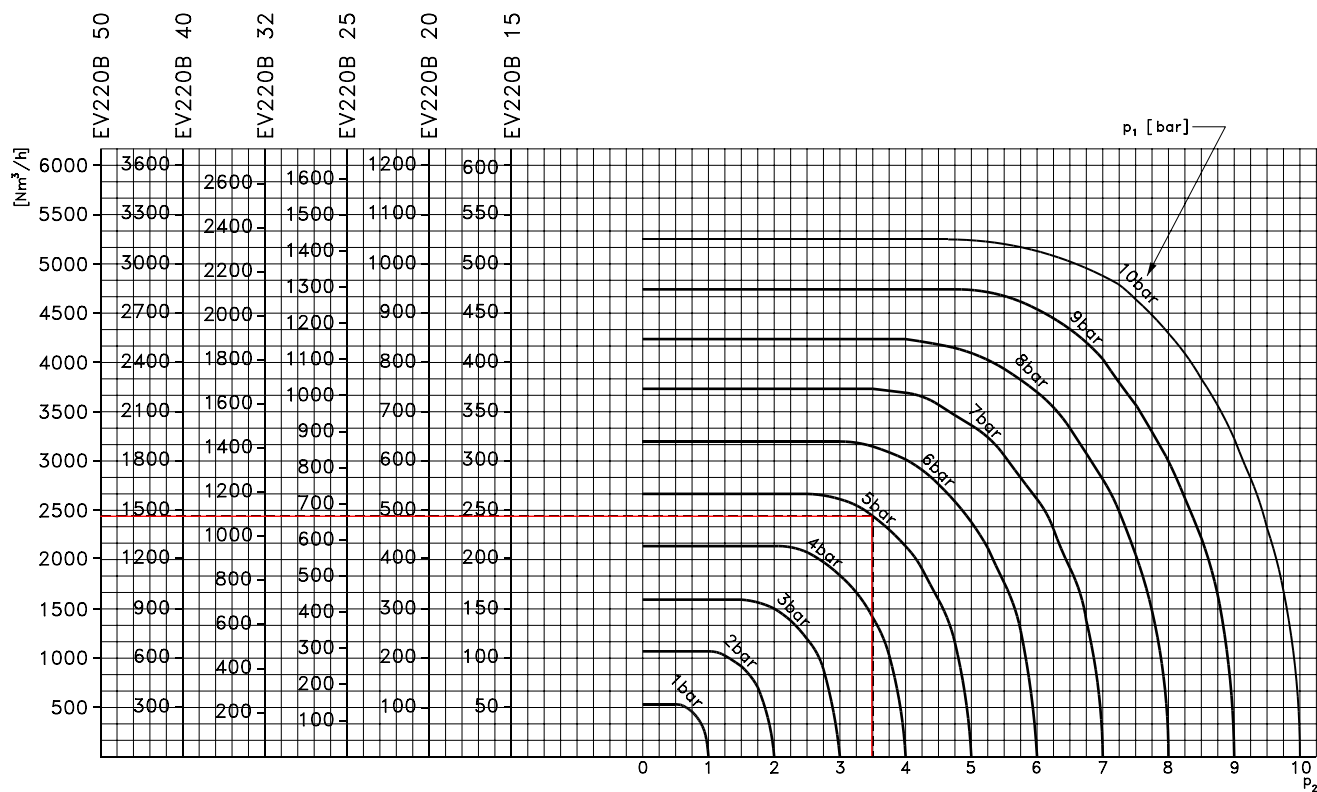 EV220B 50
EV220B 40
EV220B 32
EV220B 25
EV220B 20
EV220B 15
[Nm³/h]
p₁ [bar]
6000 3600 2600 1600 1200 600
5500 3300 2400 1500 1100 550
5000 3000 2200 1400 1000 500
4500 2700 2000 1300 900 450
4000 2400 1800 1200 800 400
3500 2100 1600 1100 700 350
3000 1800 1400 1000 600 300
2500 1500 1200 900 500 250
2000 1200 1000 800 400 200
1500 900 800 700 300 150
1000 600 600 600 200 100
500 300 400 500 100 50
200 400
300
200
100
10bar
9bar
8bar
7bar
6bar
5bar
4bar
3bar
2bar
1bar
0 1 2 3 4 5 6 7 8 9 10
p₂